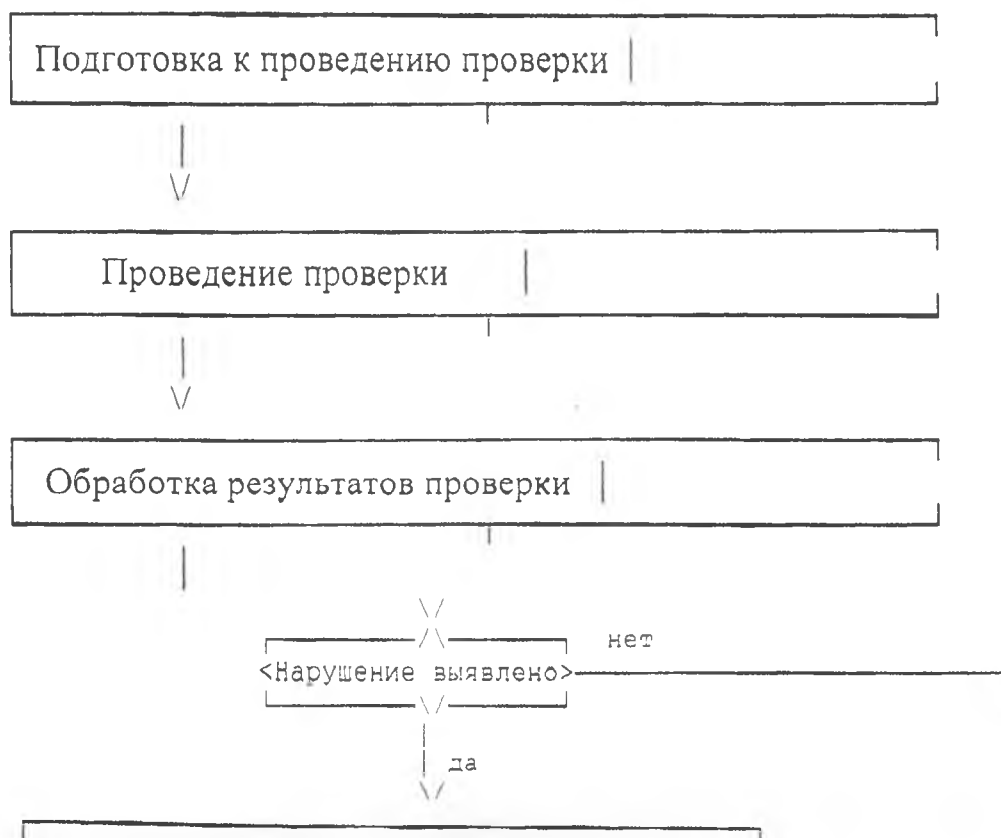 Подготовка к проведению проверки
Проведение проверки
Обработка результатов проверки
нет
<Нарушение выявлено>
да